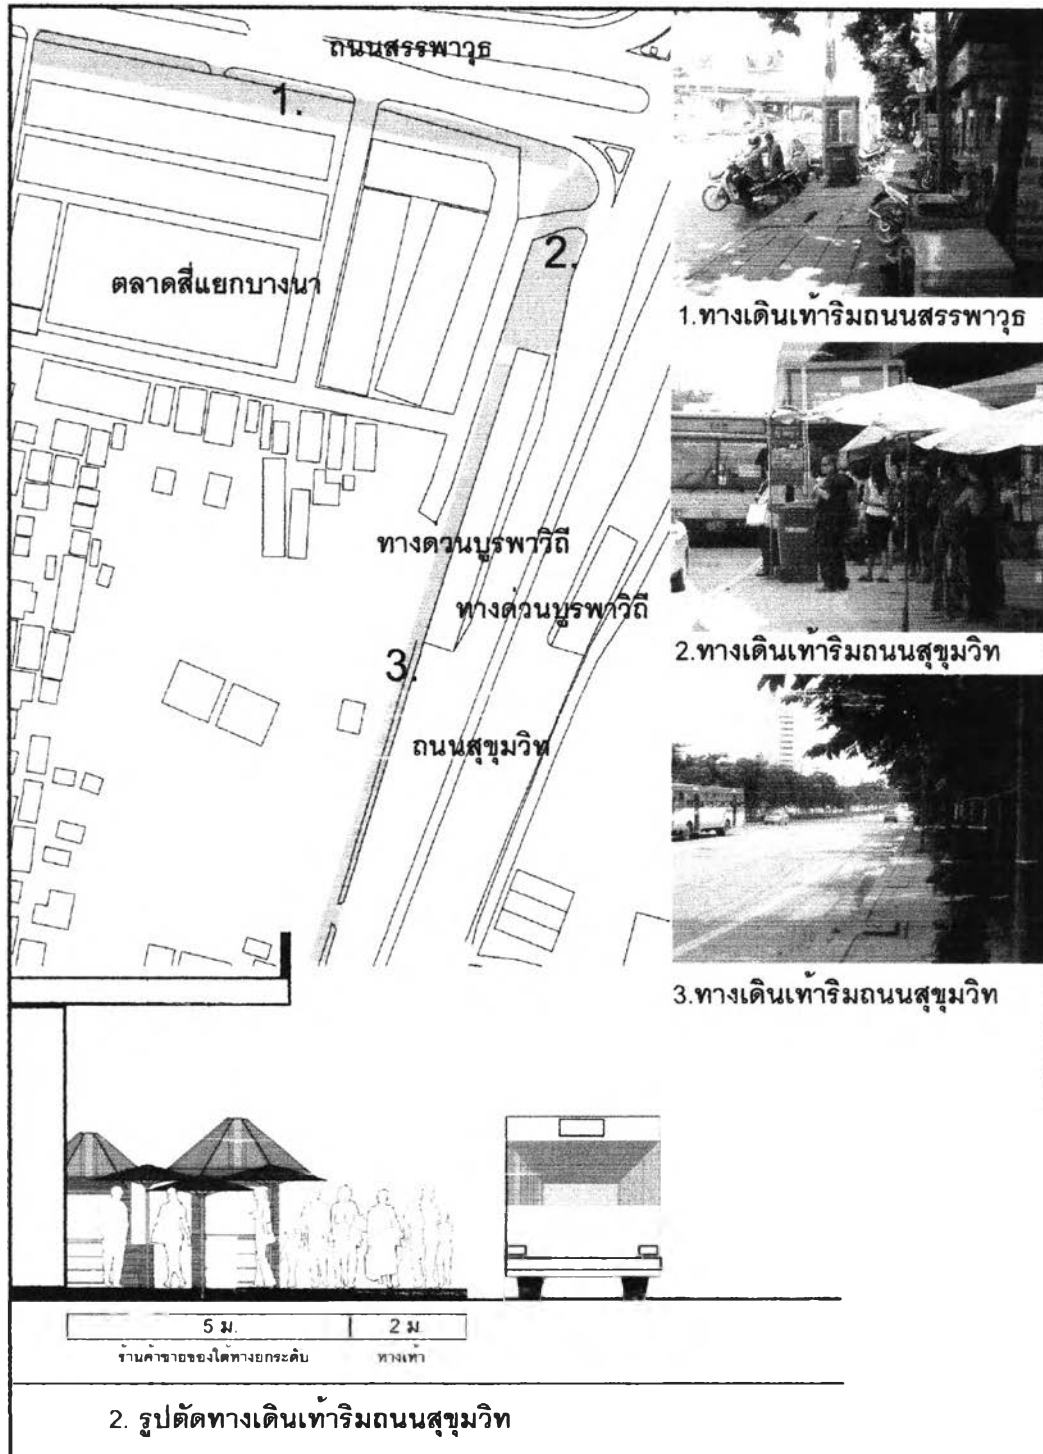 ถนนสรรพาวุธ
1.
2.
ตลาดสี่แยกบางนา
1.ทางเดินเท้าริมถนนสรรพาวุธ
ทางด่วนบูรพาวิถี
ทางด่วนบูรพาวิถี
2.ทางเดินเท้าริมถนนสุขุมวิท
3.
ถนนสุขุมวิท
3.ทางเดินเท้าริมถนนสุขุมวิท
5 ม.
2 ม.
ร้านค้าขายของใต้ทางยกระดับ
ทางเท้า
2. รูปตัดทางเดินเท้าริมถนนสุขุมวิท